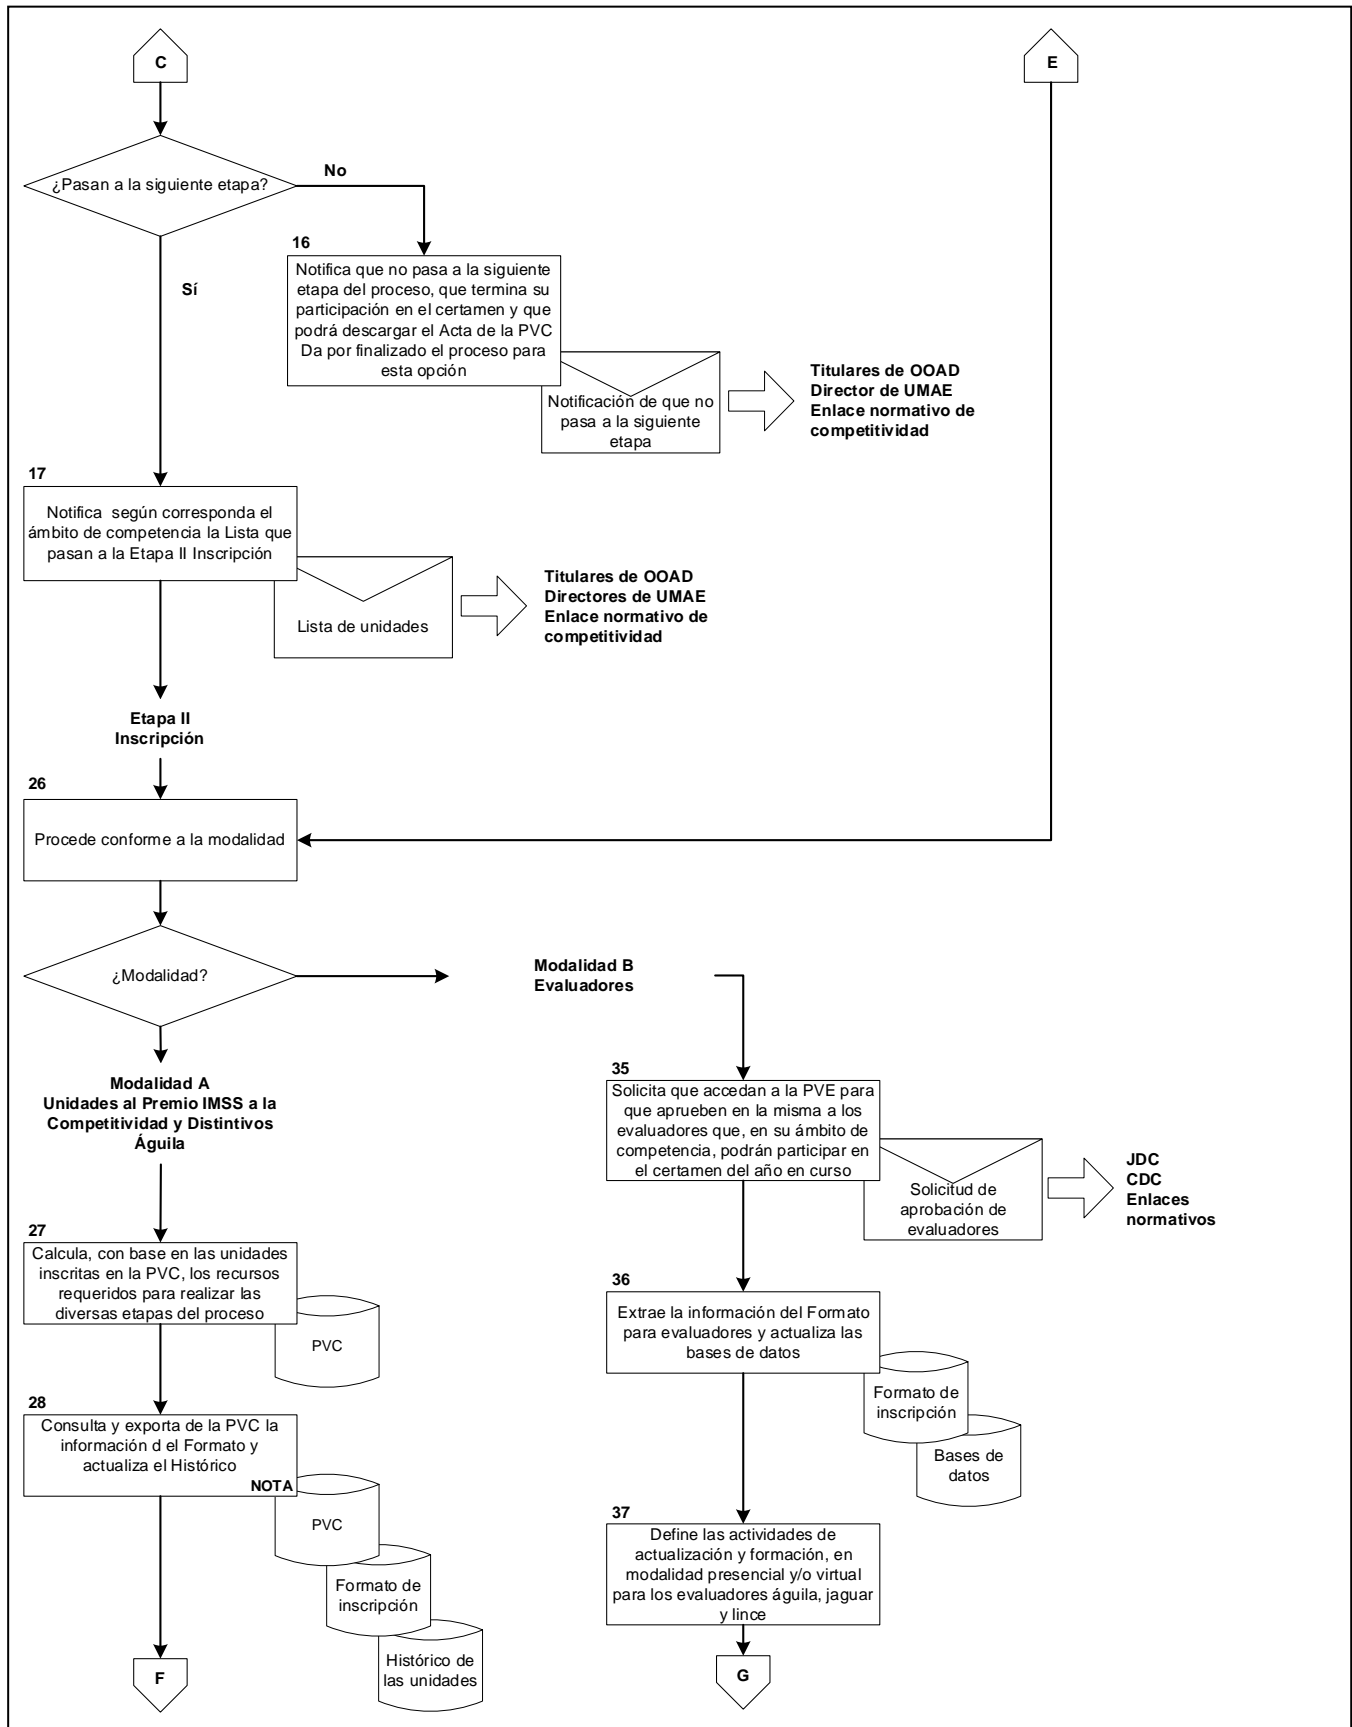 C
E
¿Pasan a la siguiente etapa?
No
Sí
16
Notifica que no pasa a la siguiente
etapa del proceso, que termina su
participación en el certamen y que
podrá descargar el Acta de la PVC
Da por finalizado el proceso para
esta opción
Notificación de que no
pasa a la siguiente
etapa
Titulares de OOAD
Director de UMAE
Enlace normativo de
competitividad
17
Notifica según corresponda el
ámbito de competencia la Lista que
pasan a la Etapa II Inscripción
Lista de unidades
Titulares de OOAD
Directores de UMAE
Enlace normativo de
competitividad
Etapa II
Inscripción
26
Procede conforme a la modalidad
¿Modalidad?
Modalidad B
Evaluadores
Modalidad A
Unidades al Premio IMSS a la
Competitividad y Distintivos
Águila
27
Calcula, con base en las unidades
inscritas en la PVC, los recursos
requeridos para realizar las
diversas etapas del proceso
PVC
28
Consulta y exporta de la PVC la
información d el Formato y
actualiza el Histórico
NOTA
PVC
Formato de
inscripción
Histórico de
las unidades
F
35
Solicita que accedan a la PVE para
que aprueben en la misma a los
evaluadores que, en su ámbito de
competencia, podrán participar en
el certamen del año en curso
Solicitud de
aprobación de
evaluadores
JDC
CDC
Enlaces
normativos
36
Extrae la información del Formato
para evaluadores y actualiza las
bases de datos
Formato de
inscripción
Bases de
datos
37
Define las actividades de
actualización y formación, en
modalidad presencial y/o virtual
para los evaluadores águila, jaguar
y lince
G